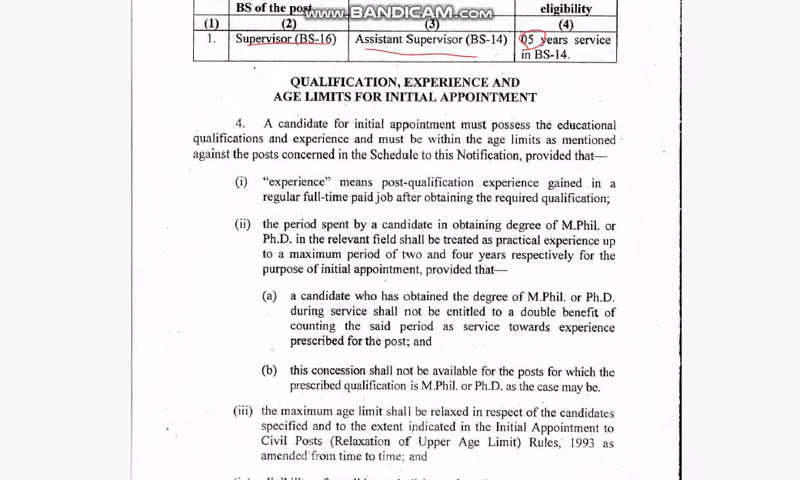 BS of the post
eligibility
www.BANDICAM.com
(1) (2) (3) (4)
1. Supervisor (BS-16) Assistant Supervisor (BS-14) 05 years service
in BS-14.
QUALIFICATION, EXPERIENCE AND
AGE LIMITS FOR INITIAL APPOINTMENT
4. A candidate for initial appointment must possess the educational
qualifications and experience and must be within the age limits as mentioned
against the posts concerned in the Schedule to this Notification, provided that—
(i) “experience” means post-qualification experience gained in a
regular full-time paid job after obtaining the required qualification;
(ii) the period spent by a candidate in obtaining degree of M.Phil. or
Ph.D. in the relevant field shall be treated as practical experience up
to a maximum period of two and four years respectively for the
purpose of initial appointment, provided that—
(a) a candidate who has obtained the degree of M.Phil. or Ph.D.
during service shall not be entitled to a double benefit of
counting the said period as service towards experience
prescribed for the post; and
(b) this concession shall not be available for the posts for which the
prescribed qualification is M.Phil. or Ph.D. as the case may be.
(iii) the maximum age limit shall be relaxed in respect of the candidates
specified and to the extent indicated in the Initial Appointment to
Civil Posts (Relaxation of Upper Age Limit) Rules, 1993 as
amended from time to time; and